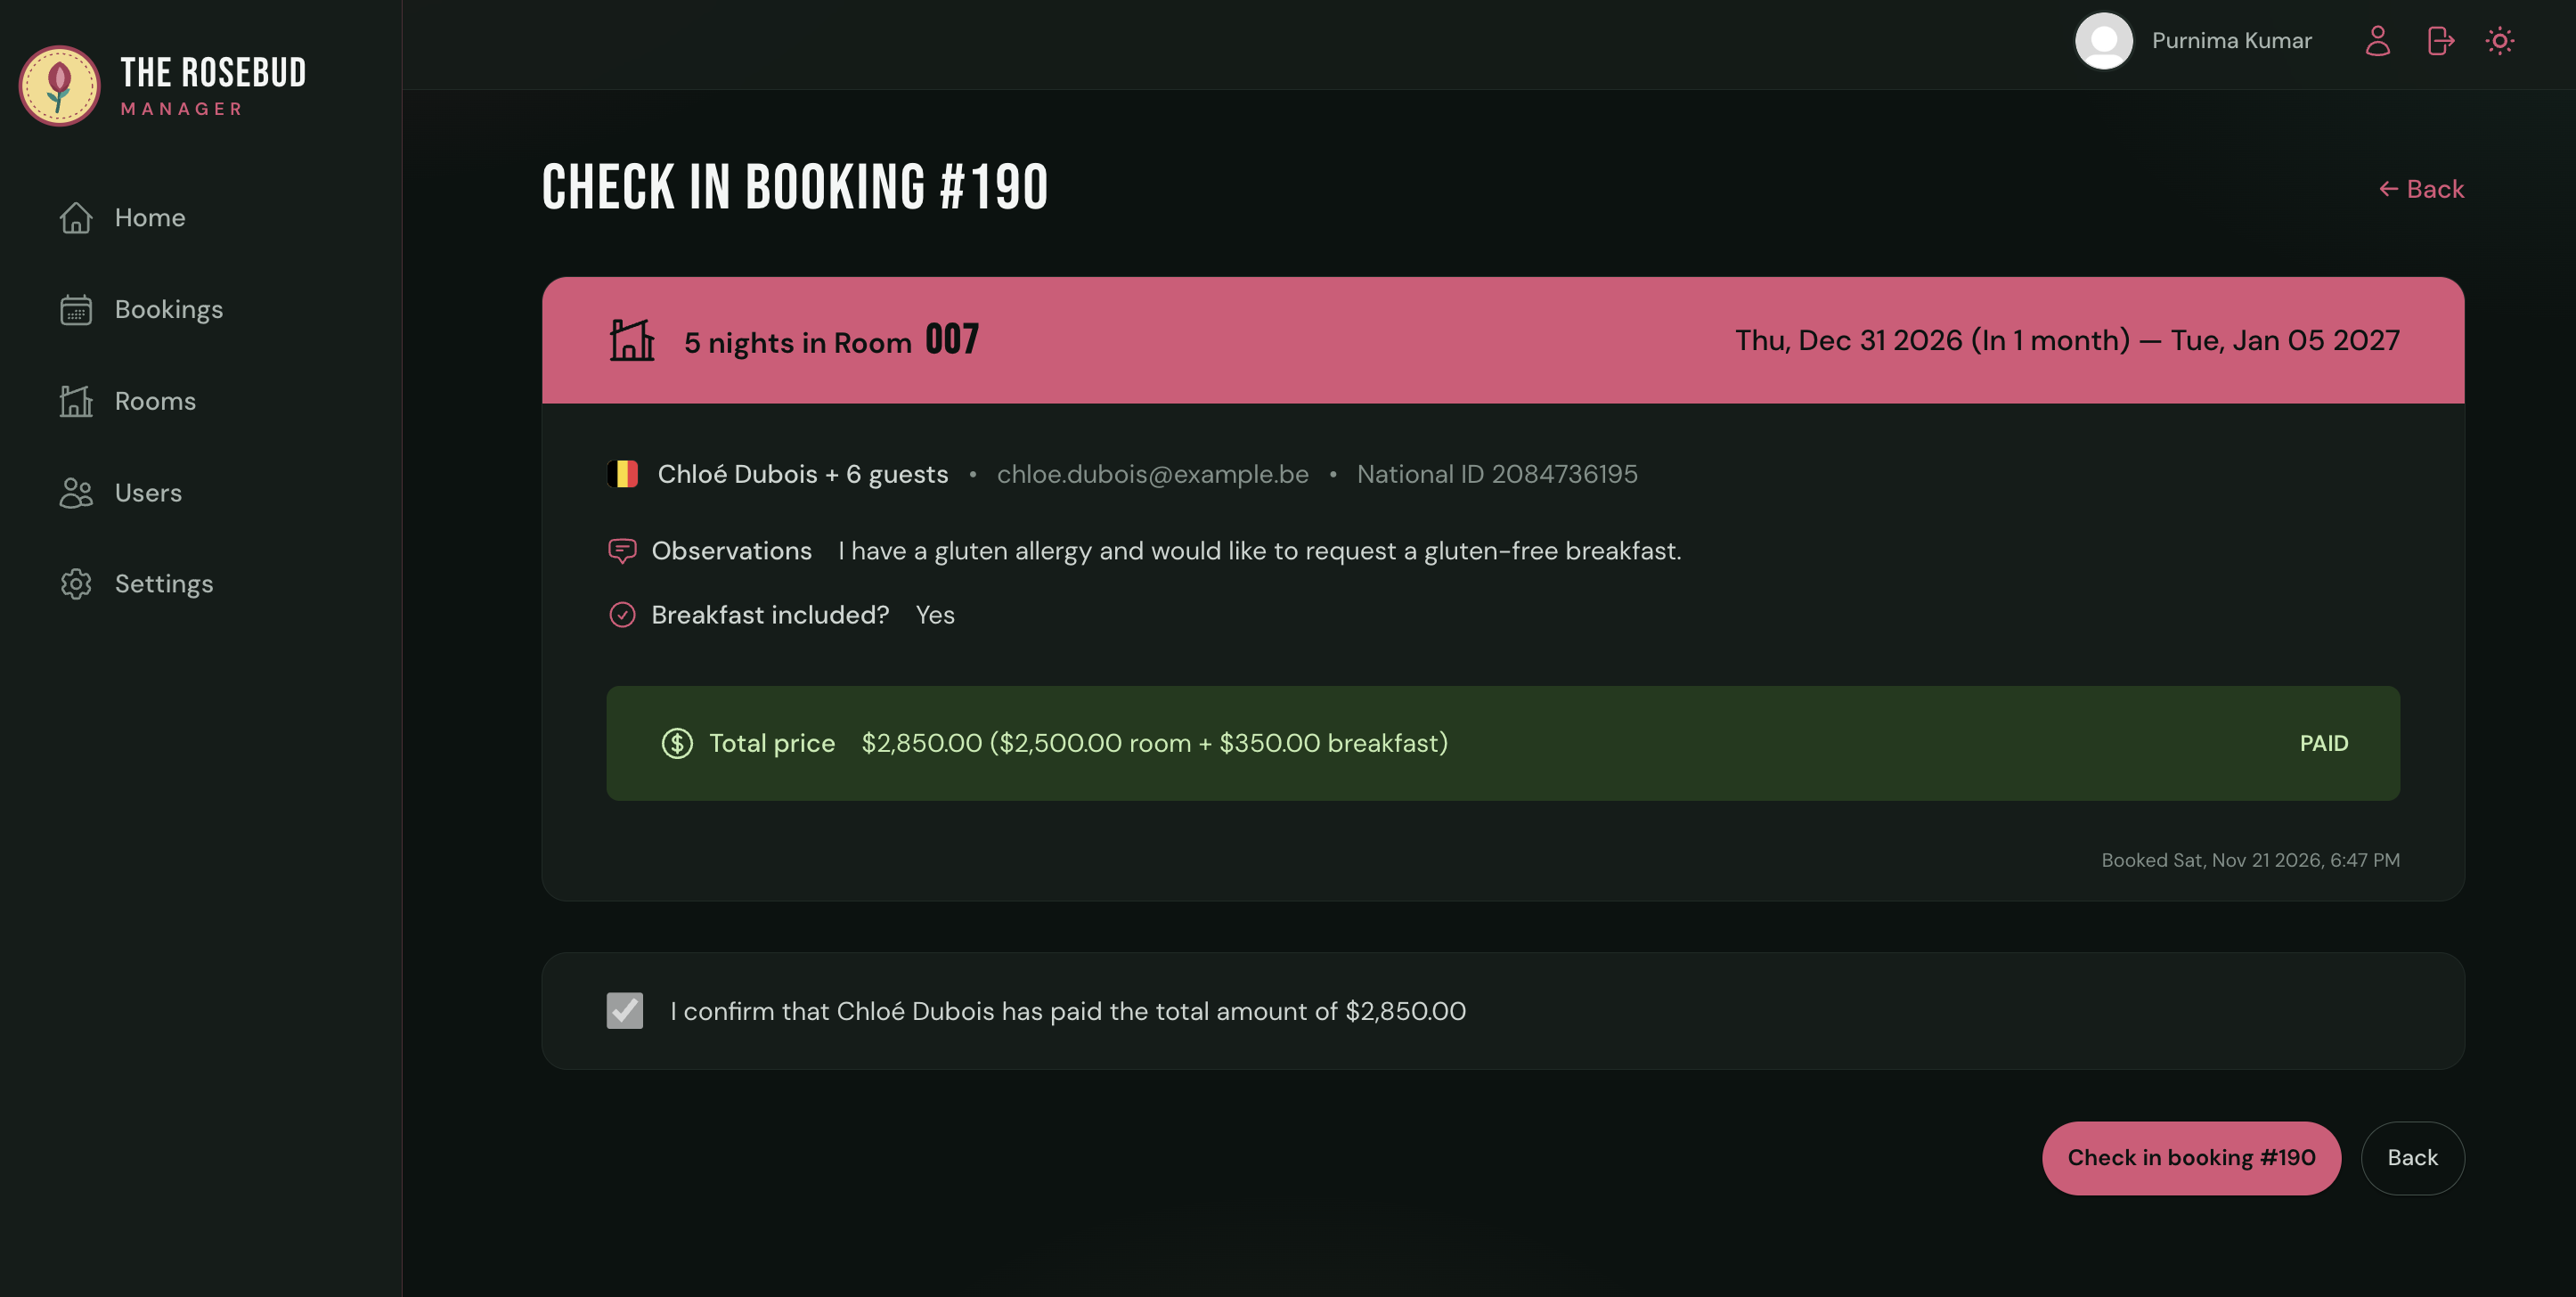 THE ROSEBUD
MANAGER
Home
Bookings
Rooms
Users
Settings
Purnima Kumar
CHECK IN BOOKING #190
← Back
5 nights in Room 007
Thu, Dec 31 2026 (In 1 month) — Tue, Jan 05 2027
Chloé Dubois + 6 guests • chloe.dubois@example.be • National ID 2084736195
Observations I have a gluten allergy and would like to request a gluten-free breakfast.
Breakfast included? Yes
Total price $2,850.00 ($2,500.00 room + $350.00 breakfast)
PAID
Booked Sat, Nov 21 2026, 6:47 PM
I confirm that Chloé Dubois has paid the total amount of $2,850.00
Check in booking #190
Back